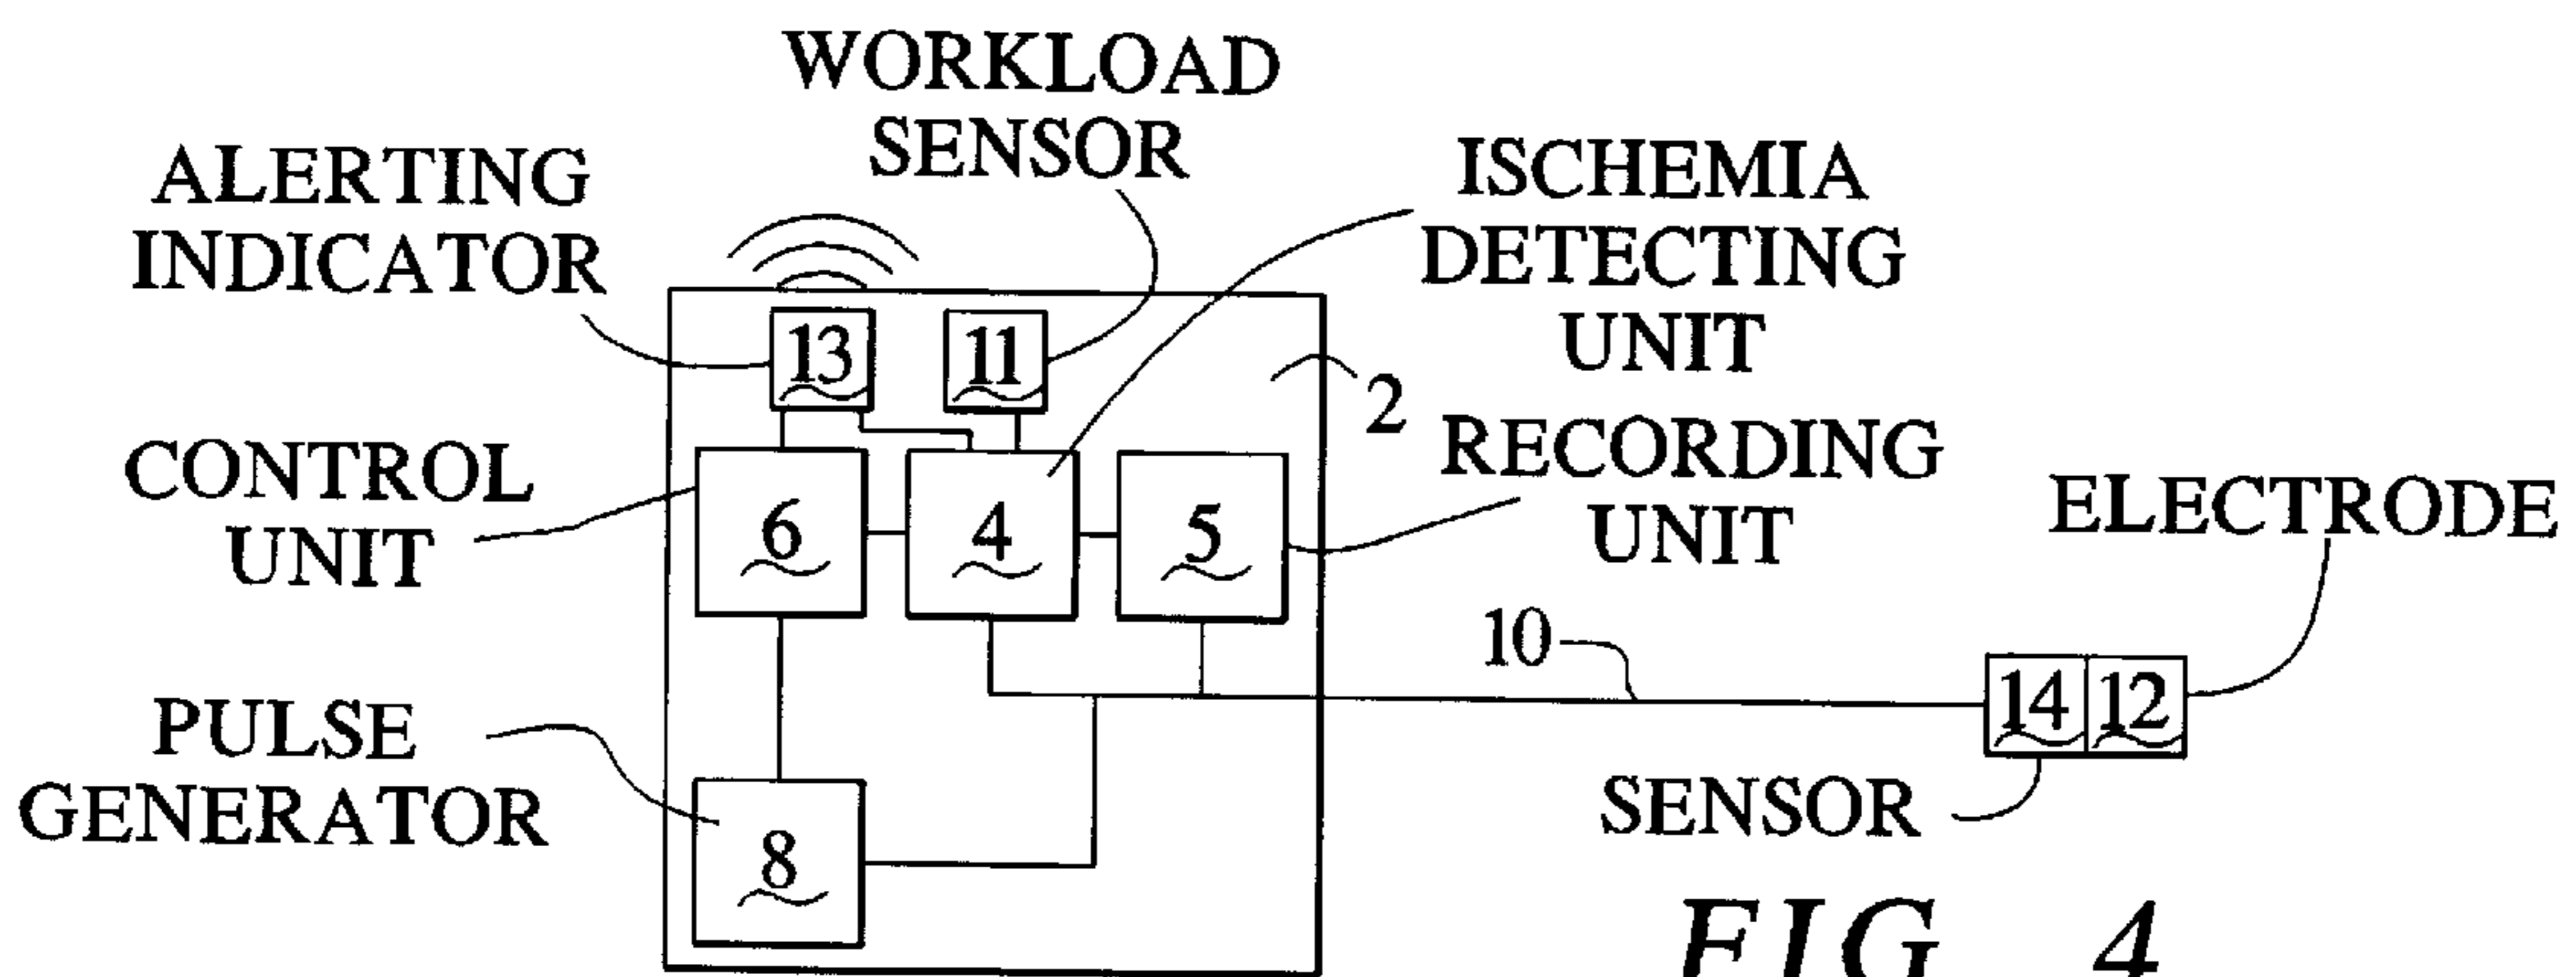 WORKLOAD
SENSOR
ALERTING
INDICATOR
ISCHEMIA
DETECTING
UNIT
13
11
2
CONTROL
UNIT
RECORDING
UNIT
6
4
5
ELECTRODE
10
14
12
PULSE
GENERATOR
SENSOR
8
FIG 4